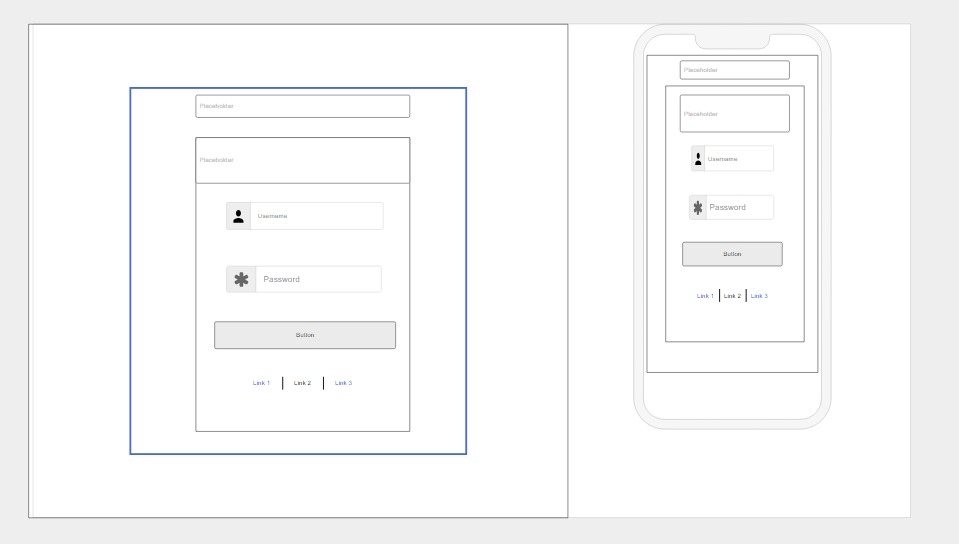 Placeholder
Placeholder
Username
Password
Button
Link 1 Link 2 Link 3
Placeholder
Placeholder
Username
Password
Button
Link 1 Link 2 Link 3